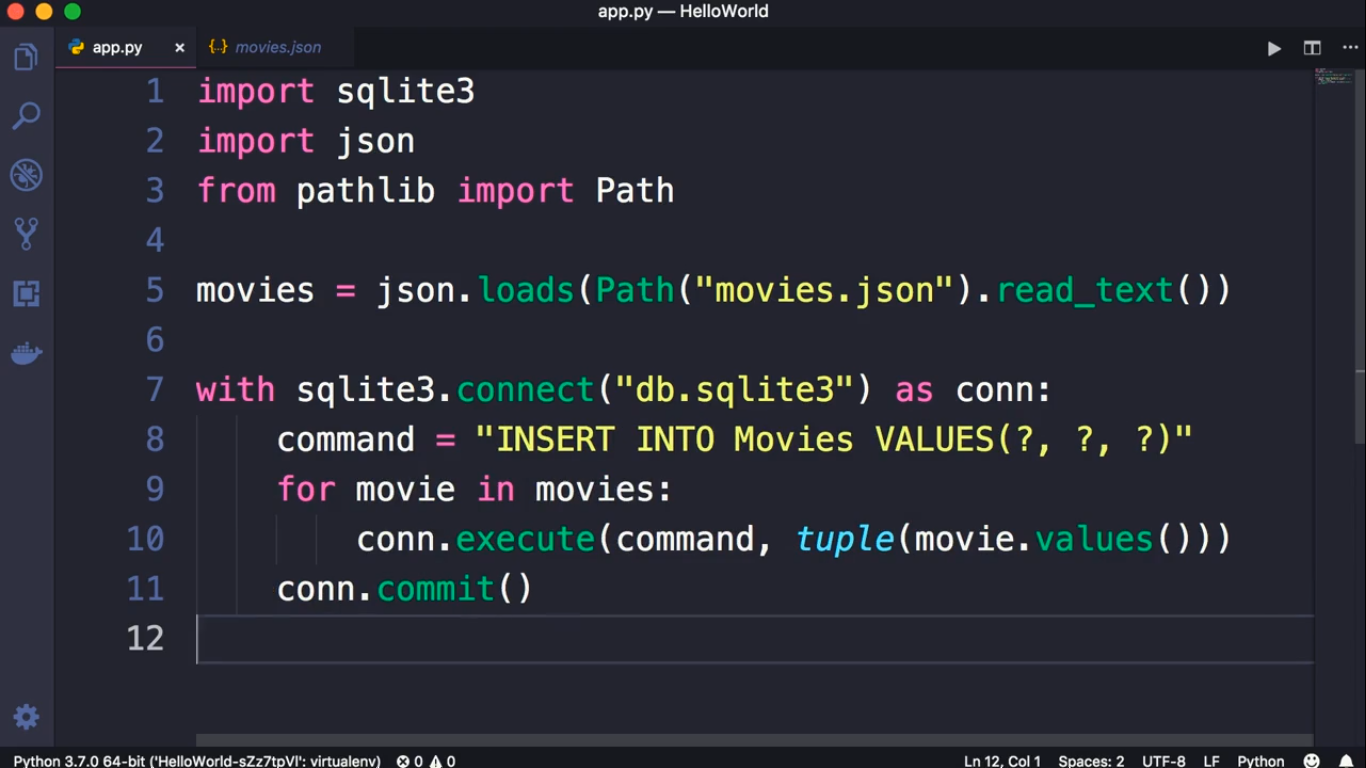 app.py — HelloWorld
app.py × {..} movies.json
1 import sqlite3
2 import json
3 from pathlib import Path
4
5 movies = json.loads(Path("movies.json").read_text())
6
7 with sqlite3.connect("db.sqlite3") as conn:
8     command = "INSERT INTO Movies VALUES(?, ?, ?)"
9     for movie in movies:
10         conn.execute(command, tuple(movie.values()))
11     conn.commit()
12
Python 3.7.0 64-bit ('HelloWorld-sZz7tpVI': virtualenv) 0 0 Ln 12, Col 1 Spaces: 2 UTF-8 LF Python